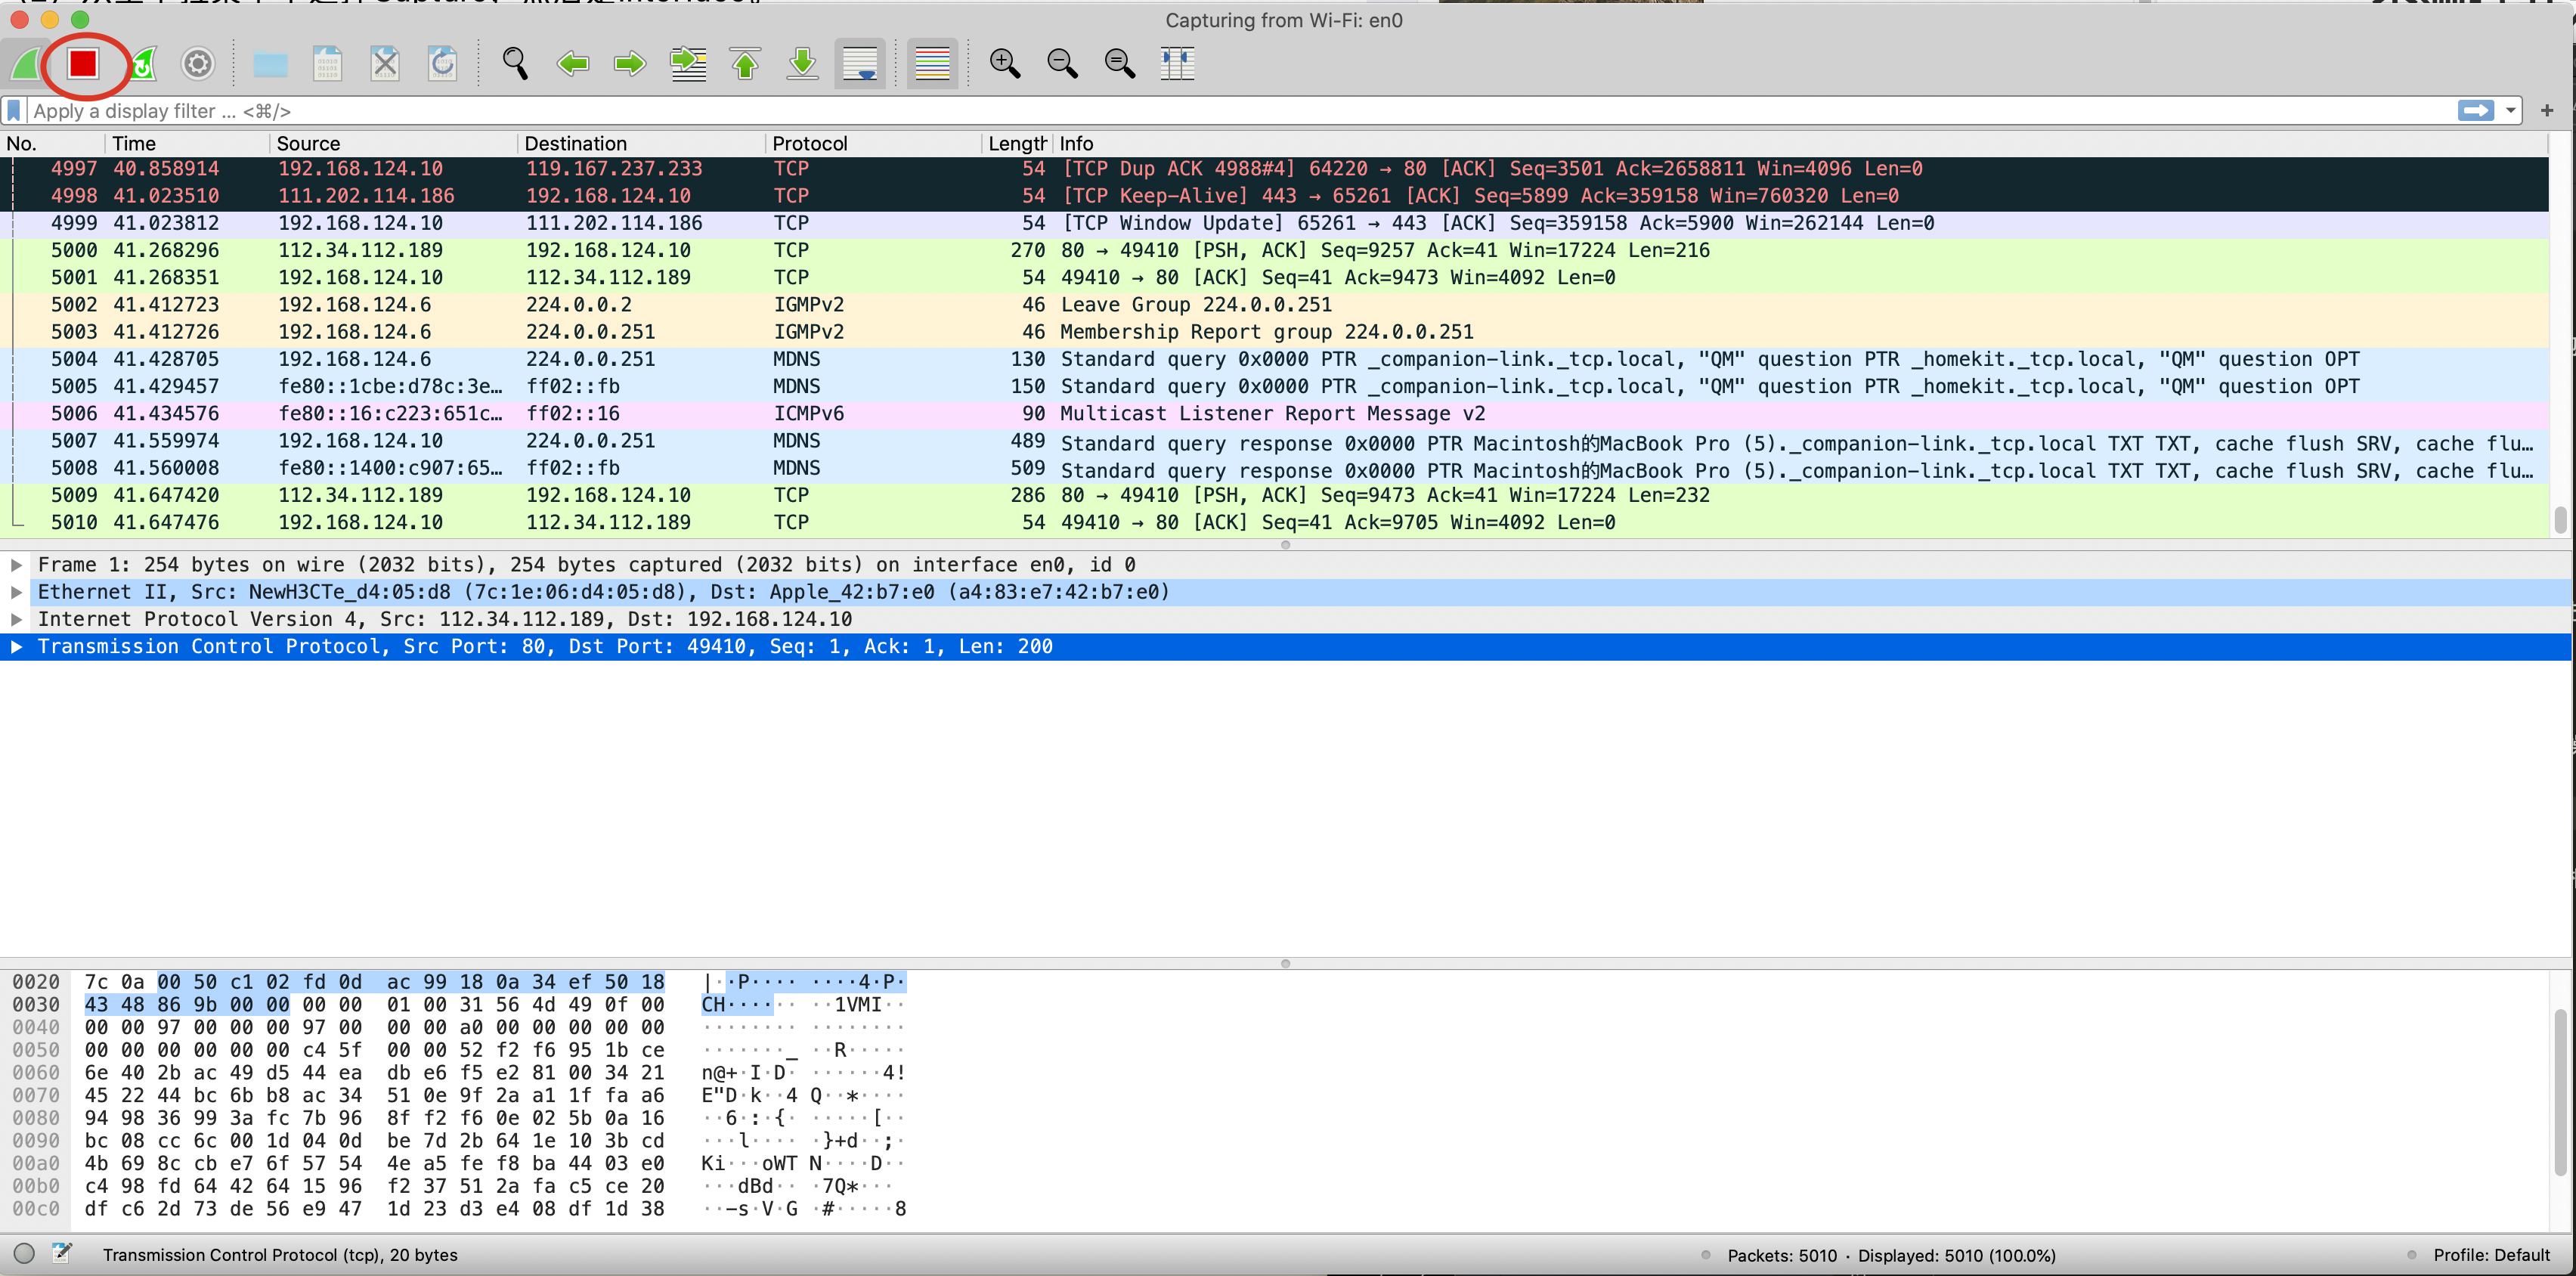 Capturing from Wi-Fi: en0
Apply a display filter ... <⌘/>
No. Time Source Destination Protocol Length Info
4997 40.858914 192.168.124.10 119.167.237.233 TCP 54 [TCP Dup ACK 4988#4] 64220 → 80 [ACK] Seq=3501 Ack=2658811 Win=4096 Len=0
4998 41.023510 111.202.114.186 192.168.124.10 TCP 54 [TCP Keep-Alive] 443 → 65261 [ACK] Seq=5899 Ack=359158 Win=760320 Len=0
4999 41.023812 192.168.124.10 111.202.114.186 TCP 54 [TCP Window Update] 65261 → 443 [ACK] Seq=359158 Ack=5900 Win=262144 Len=0
5000 41.268296 112.34.112.189 192.168.124.10 TCP 270 80 → 49410 [PSH, ACK] Seq=9257 Ack=41 Win=17224 Len=216
5001 41.268351 192.168.124.10 112.34.112.189 TCP 54 49410 → 80 [ACK] Seq=41 Ack=9473 Win=4092 Len=0
5002 41.412723 192.168.124.6 224.0.0.2 IGMPv2 46 Leave Group 224.0.0.251
5003 41.412726 192.168.124.6 224.0.0.251 IGMPv2 46 Membership Report group 224.0.0.251
5004 41.428705 192.168.124.6 224.0.0.251 MDNS 130 Standard query 0x0000 PTR _companion-link._tcp.local, "QM" question PTR _homekit._tcp.local, "QM" question OPT
5005 41.429457 fe80::1cbe:d78c:3e… ff02::fb MDNS 150 Standard query 0x0000 PTR _companion-link._tcp.local, "QM" question PTR _homekit._tcp.local, "QM" question OPT
5006 41.434576 fe80::16:c223:651c… ff02::16 ICMPv6 90 Multicast Listener Report Message v2
5007 41.559974 192.168.124.10 224.0.0.251 MDNS 489 Standard query response 0x0000 PTR Macintosh的MacBook Pro (5)._companion-link._tcp.local TXT TXT, cache flush SRV, cache flu…
5008 41.560008 fe80::1400:c907:65… ff02::fb MDNS 509 Standard query response 0x0000 PTR Macintosh的MacBook Pro (5)._companion-link._tcp.local TXT TXT, cache flush SRV, cache flu…
5009 41.647420 112.34.112.189 192.168.124.10 TCP 286 80 → 49410 [PSH, ACK] Seq=9473 Ack=41 Win=17224 Len=232
5010 41.647476 192.168.124.10 112.34.112.189 TCP 54 49410 → 80 [ACK] Seq=41 Ack=9705 Win=4092 Len=0
Frame 1: 254 bytes on wire (2032 bits), 254 bytes captured (2032 bits) on interface en0, id 0
Ethernet II, Src: NewH3CTe_d4:05:d8 (7c:1e:06:d4:05:d8), Dst: Apple_42:b7:e0 (a4:83:e7:42:b7:e0)
Internet Protocol Version 4, Src: 112.34.112.189, Dst: 192.168.124.10
Transmission Control Protocol, Src Port: 80, Dst Port: 49410, Seq: 1, Ack: 1, Len: 200
0020 7c 0a 00 50 c1 02 fd 0d ac 99 18 0a 34 ef 50 18 |··P···· ····4·P·
0030 43 48 86 9b 00 00 00 00 01 00 31 56 4d 49 0f 00 CH······ ··1VMI··
0040 00 00 97 00 00 00 97 00 00 00 a0 00 00 00 00 00 ········ ········
0050 00 00 00 00 00 00 c4 5f 00 00 52 f2 f6 95 1b ce ·······_ ··R·····
0060 6e 40 2b ac 49 d5 44 ea db e6 f5 e2 81 00 34 21 n@+·I·D· ······4!
0070 45 22 44 bc 6b b8 ac 34 51 0e 9f 2a a1 1f fa a6 E"D·k··4 Q··*····
0080 94 98 36 99 3a fc 7b 96 8f f2 f6 0e 02 5b 0a 16 ··6·:·{· ·····[··
0090 bc 08 cc 6c 00 1d 04 0d be 7d 2b 64 1e 10 3b cd ···l···· ·}+d··;·
00a0 4b 69 8c cb e7 6f 57 54 4e a5 fe f8 ba 44 03 e0 Ki···oWT N····D··
00b0 c4 98 fd 64 42 64 15 96 f2 37 51 2a fa c5 ce 20 ···dBd·· ·7Q*···
00c0 df c6 2d 73 de 56 e9 47 1d 23 d3 e4 08 df 1d 38 ··-s·V·G ·#·····8
Transmission Control Protocol (tcp), 20 bytes
Packets: 5010 · Displayed: 5010 (100.0%)
Profile: Default